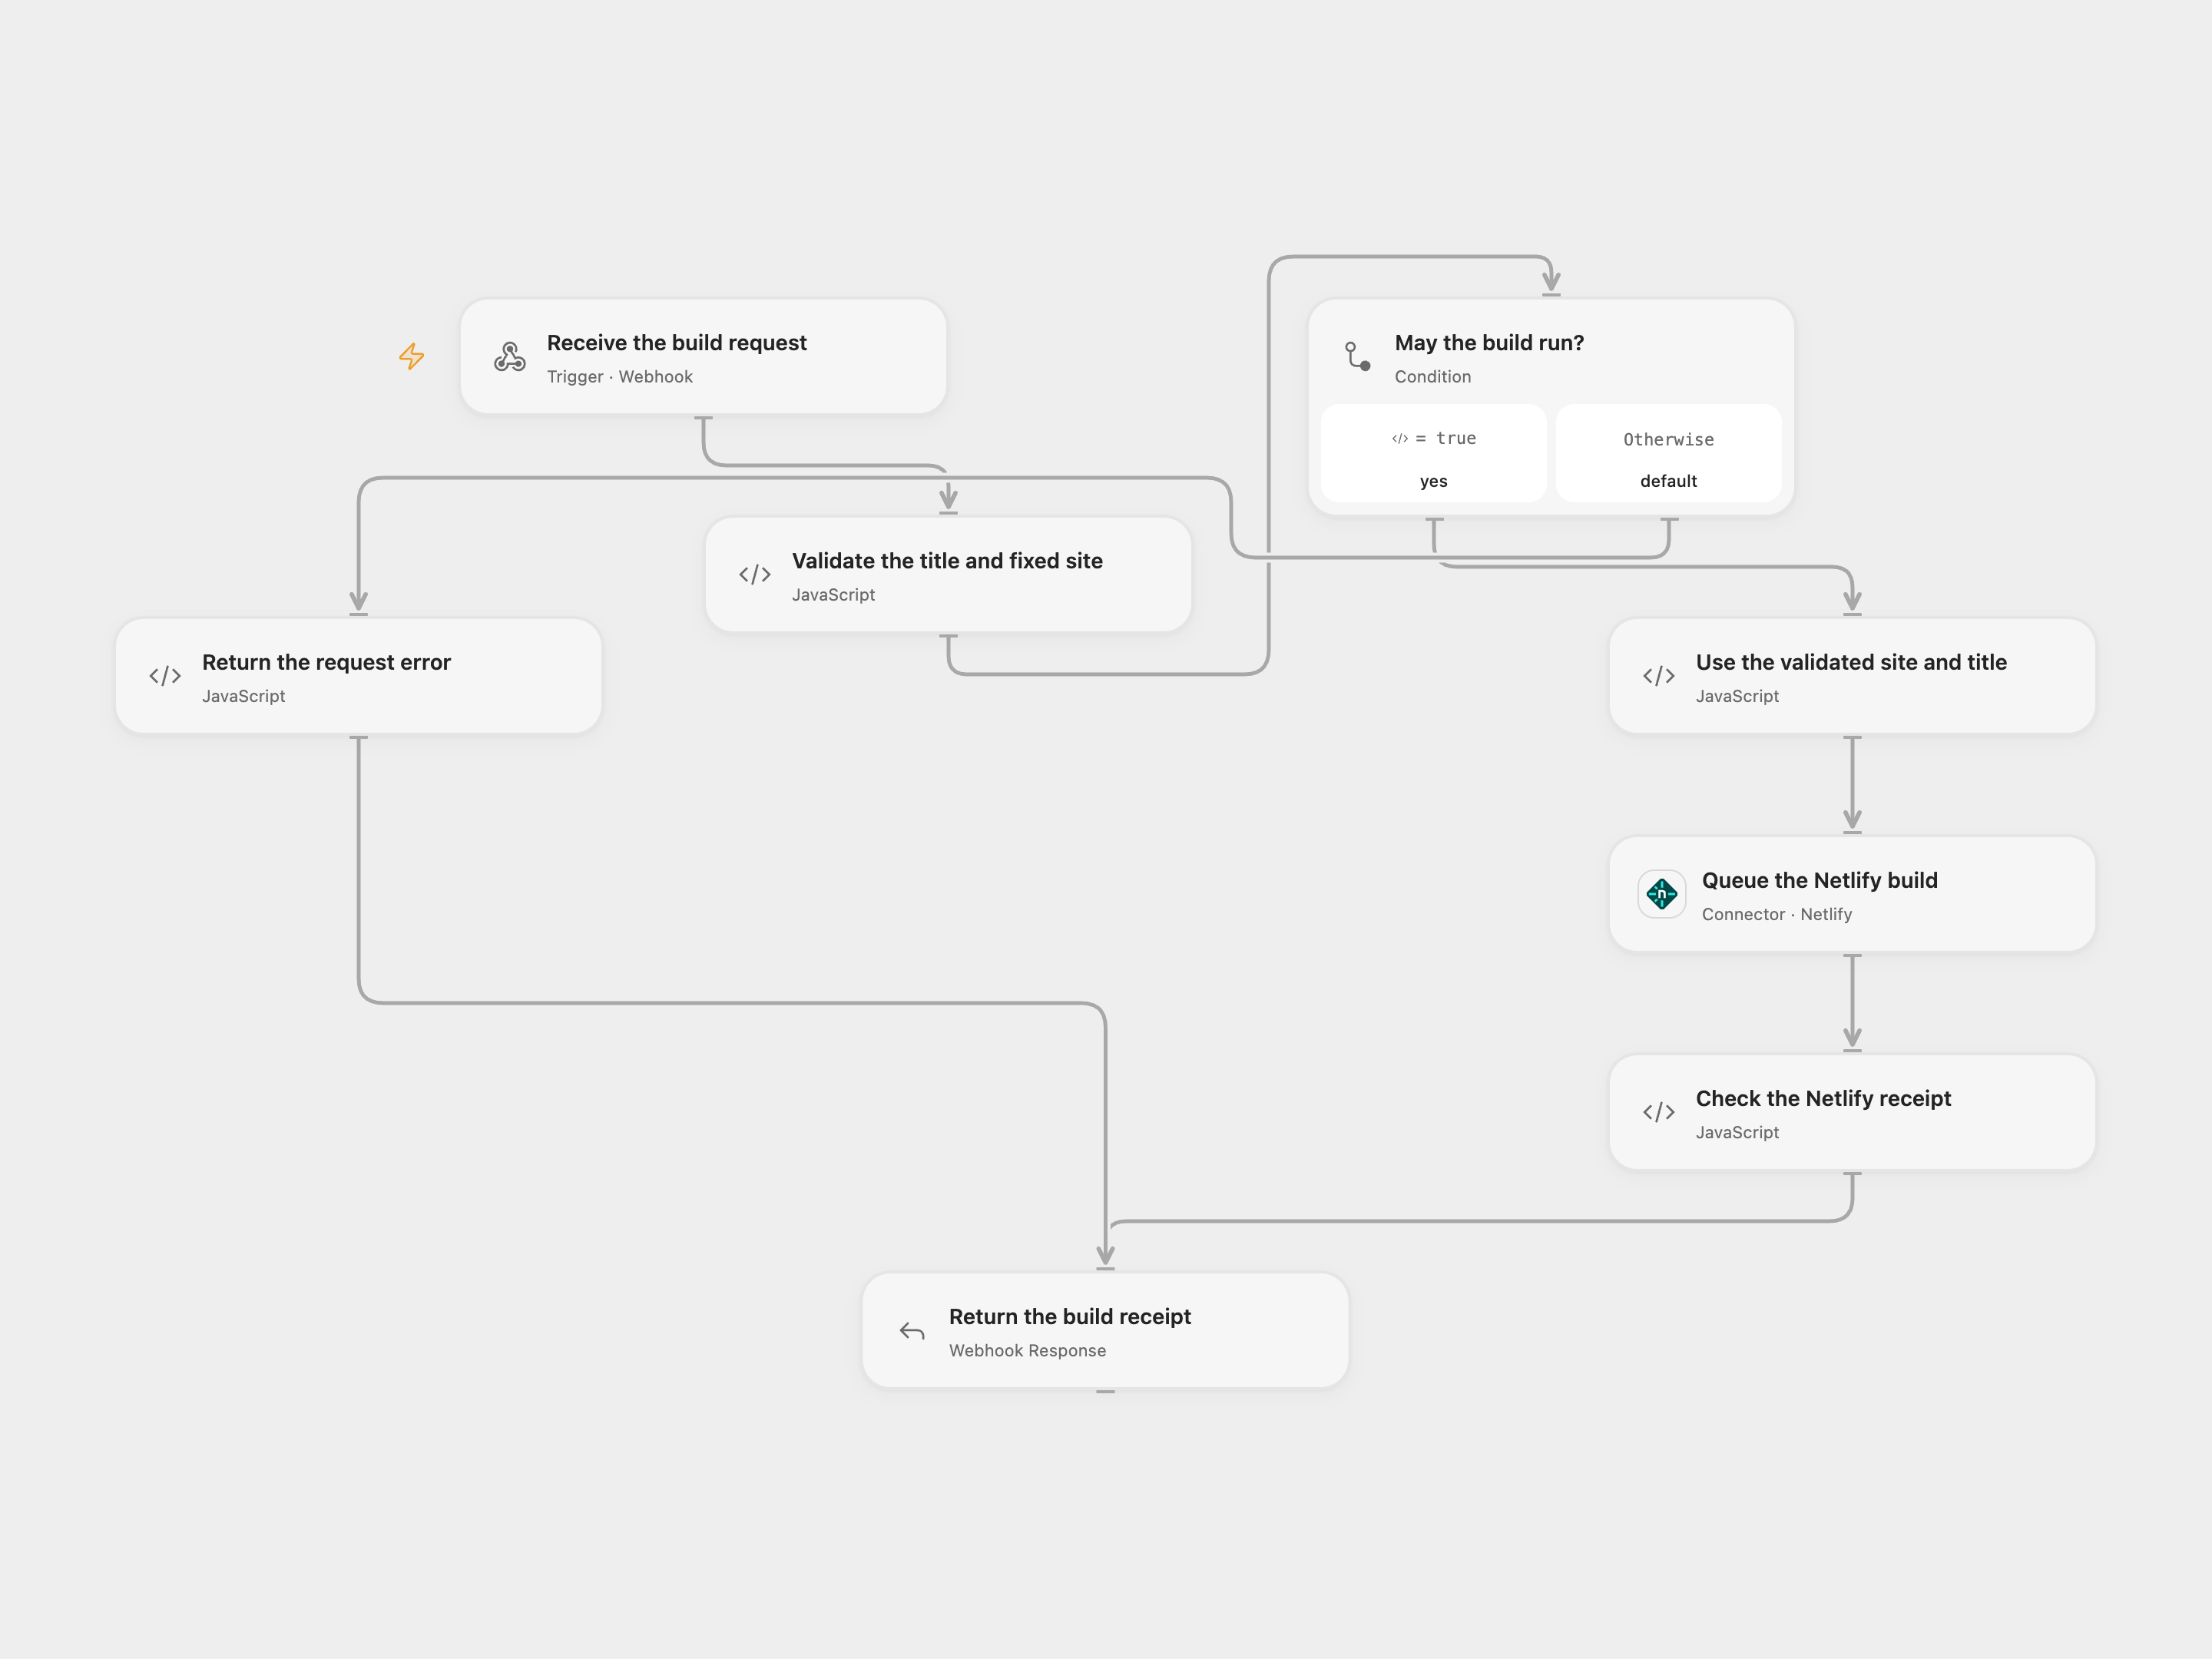 Receive the build request
Trigger · Webhook
May the build run?
Condition
</> = true
yes
Otherwise
default
Validate the title and fixed site
JavaScript
Return the request error
JavaScript
Use the validated site and title
JavaScript
Queue the Netlify build
Connector · Netlify
Check the Netlify receipt
JavaScript
Return the build receipt
Webhook Response